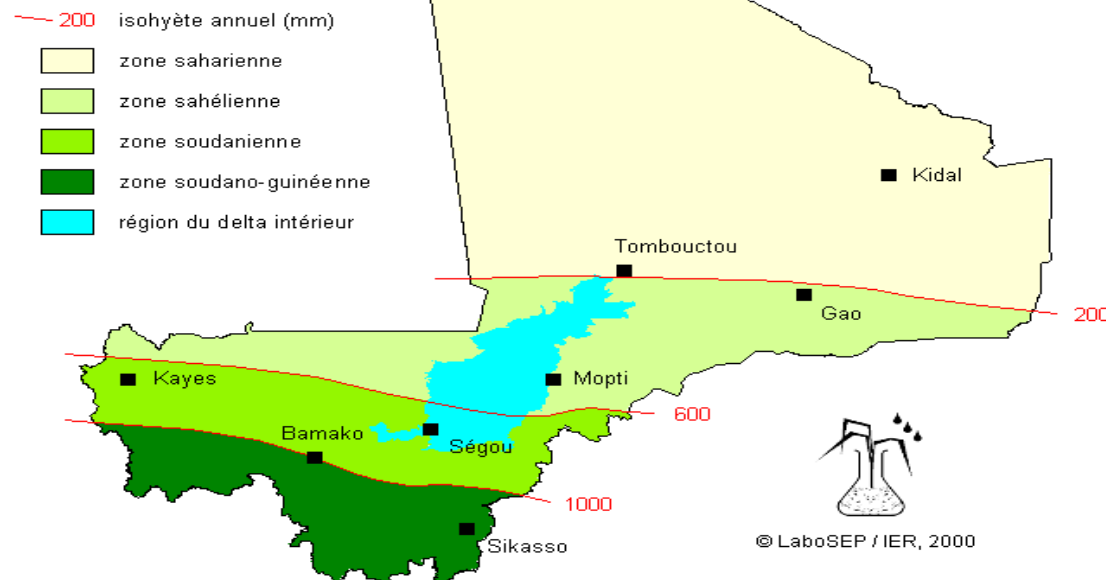 200 isohyète annuel (mm)
zone saharienne
zone sahélienne
zone soudanienne
zone soudano-guinéenne
région du delta intérieur
Kidal
Tombouctou
Gao
200
Kayes
Mopti
600
Bamako
Ségou
1000
Sikasso
© LaboSEP / IER, 2000